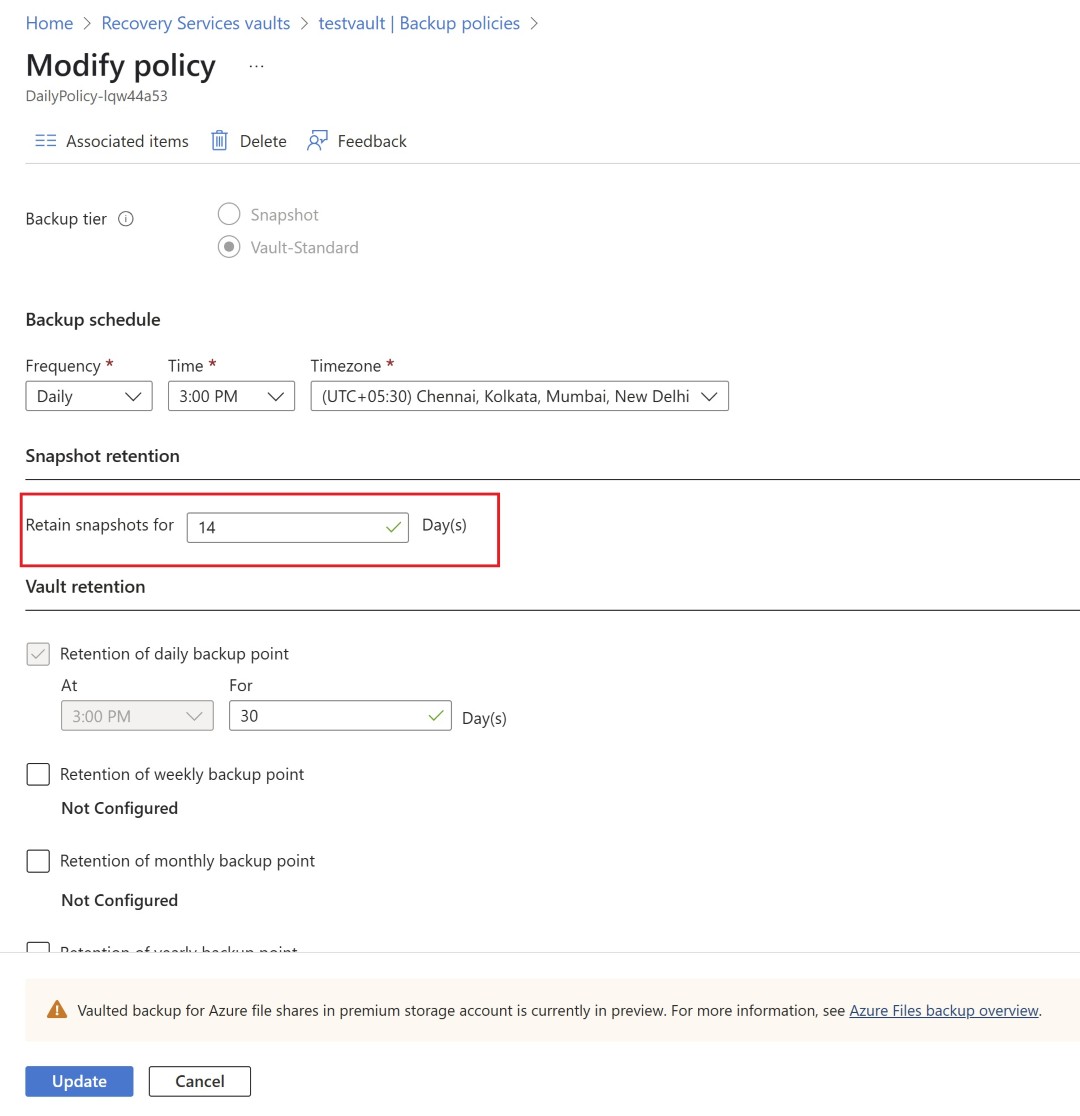 Home > Recovery Services vaults > testvault | Backup policies >
Modify policy ...
DailyPolicy-lqw44a53
Associated items Delete Feedback
Backup tier
Snapshot
Vault-Standard
Backup schedule
Frequency * Time * Timezone *
Daily 3:00 PM (UTC+05:30) Chennai, Kolkata, Mumbai, New Delhi
Snapshot retention
Retain snapshots for 14 Day(s)
Vault retention
Retention of daily backup point
At For
3:00 PM 30 Day(s)
Retention of weekly backup point
Not Configured
Retention of monthly backup point
Not Configured
Retention of yearly backup point
Vaulted backup for Azure file shares in premium storage account is currently in preview. For more information, see Azure Files backup overview.
Update Cancel